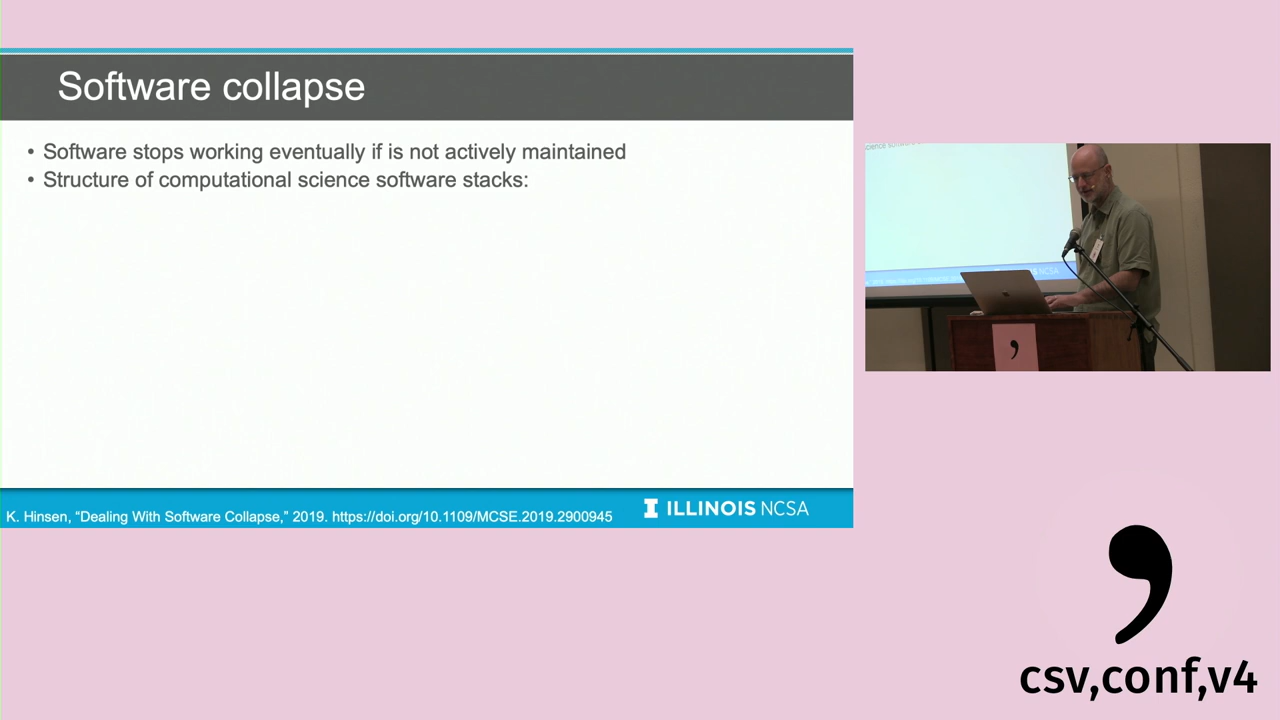 Software collapse
• Software stops working eventually if is not actively maintained
• Structure of computational science software stacks:
K. Hinsen, “Dealing With Software Collapse,” 2019. https://doi.org/10.1109/MCSE.2019.2900945
ILLINOIS NCSA
NCSA
,
csv,conf,v4